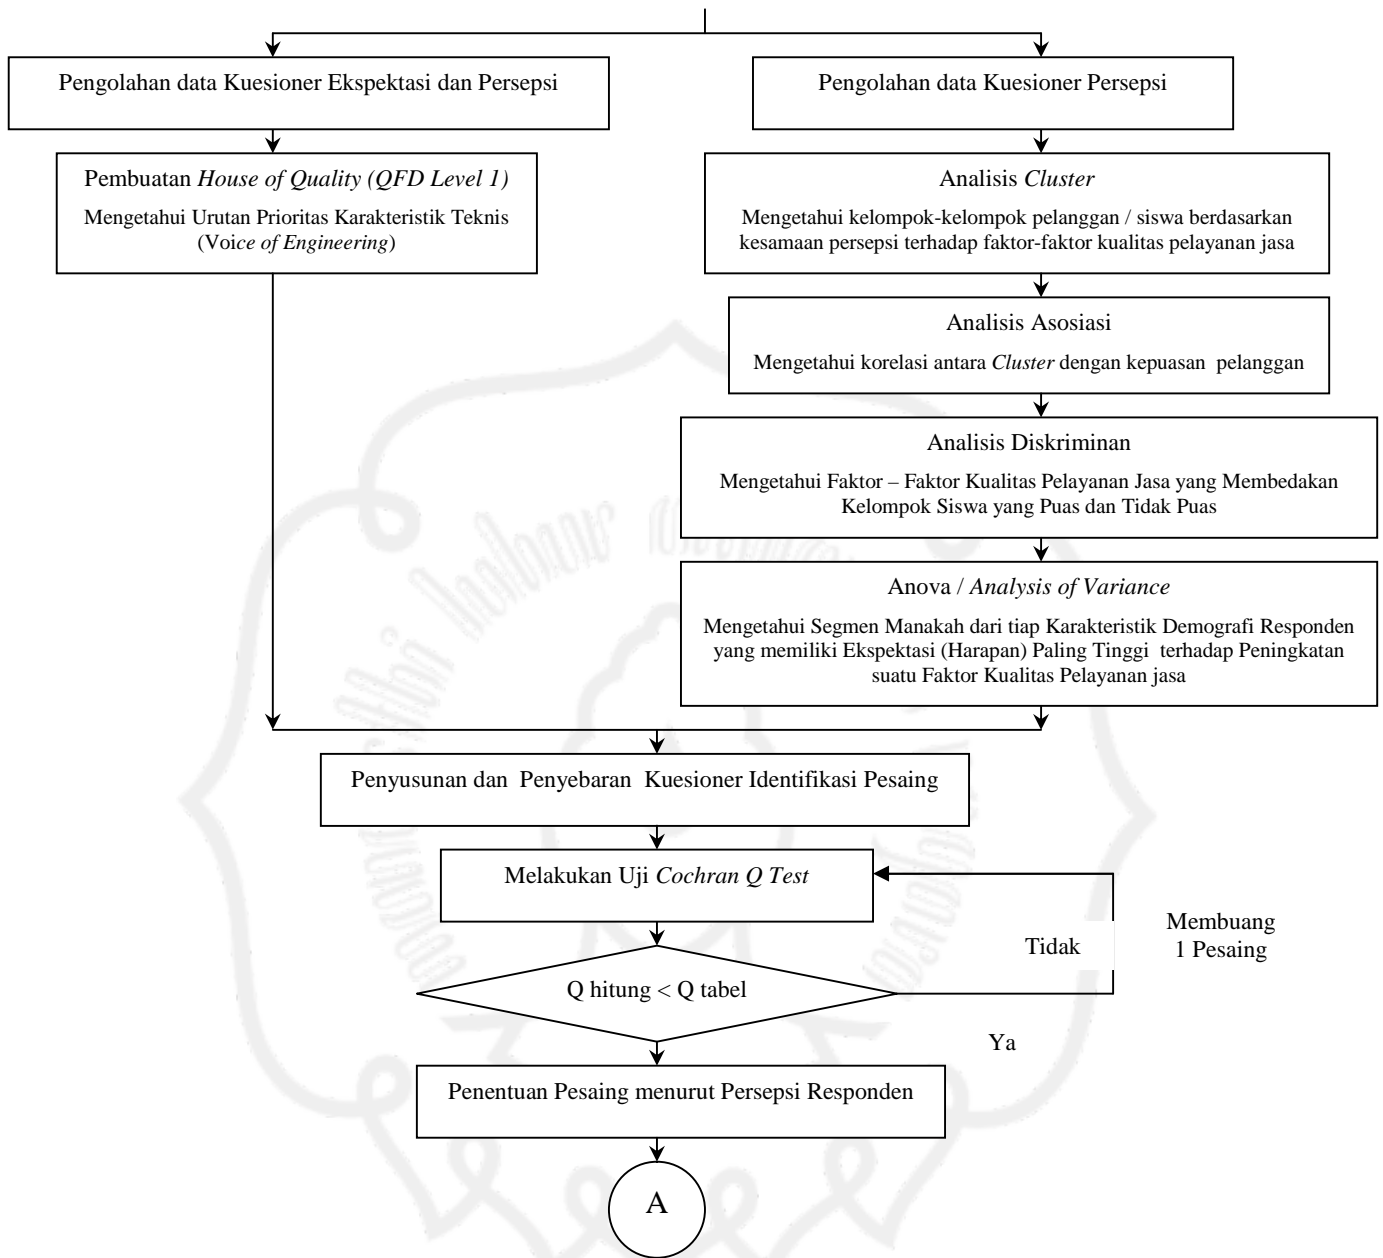 Pengolahan data Kuesioner Ekspektasi dan Persepsi
Pengolahan data Kuesioner Persepsi
Pembuatan House of Quality (QFD Level 1)
Mengetahui Urutan Prioritas Karakteristik Teknis
(Voice of Engineering)
Analisis Cluster
Mengetahui kelompok-kelompok pelanggan / siswa berdasarkan
kesamaan persepsi terhadap faktor-faktor kualitas pelayanan jasa
Analisis Asosiasi
Mengetahui korelasi antara Cluster dengan kepuasan pelanggan
Analisis Diskriminan
Mengetahui Faktor – Faktor Kualitas Pelayanan Jasa yang Membedakan
Kelompok Siswa yang Puas dan Tidak Puas
Anova / Analysis of Variance
Mengetahui Segmen Manakah dari tiap Karakteristik Demografi Responden
yang memiliki Ekspektasi (Harapan) Paling Tinggi terhadap Peningkatan
suatu Faktor Kualitas Pelayanan jasa
Penyusunan dan Penyebaran Kuesioner Identifikasi Pesaing
Melakukan Uji Cochran Q Test
Membuang
1 Pesaing
Tidak
Q hitung < Q tabel
Ya
Penentuan Pesaing menurut Persepsi Responden
A